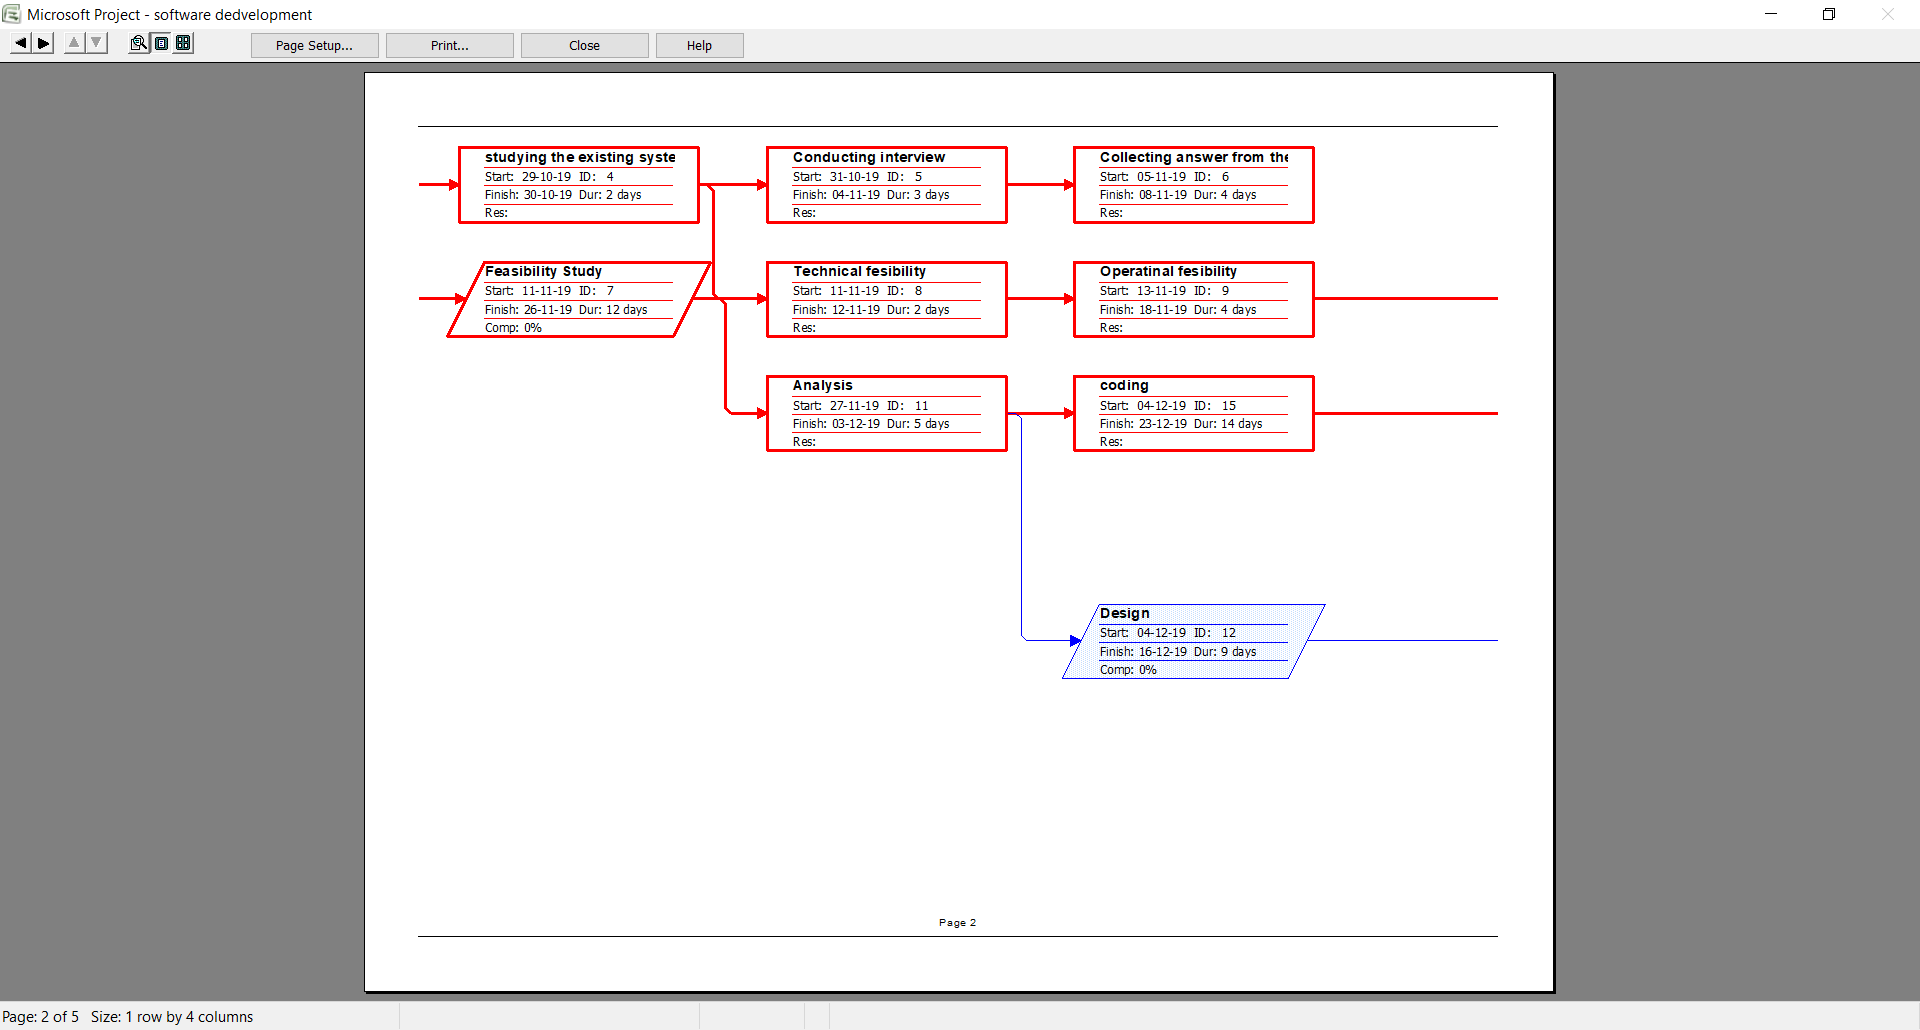 Microsoft Project - software dedvelopment
Page Setup... Print... Close Help
studying the existing syste
Start: 29-10-19 ID: 4
Finish: 30-10-19 Dur: 2 days
Res:
Conducting interview
Start: 31-10-19 ID: 5
Finish: 04-11-19 Dur: 3 days
Res:
Collecting answer from the
Start: 05-11-19 ID: 6
Finish: 08-11-19 Dur: 4 days
Res:
Feasibility Study
Start: 11-11-19 ID: 7
Finish: 26-11-19 Dur: 12 days
Comp: 0%
Technical fesibility
Start: 11-11-19 ID: 8
Finish: 12-11-19 Dur: 2 days
Res:
Operatinal fesibility
Start: 13-11-19 ID: 9
Finish: 18-11-19 Dur: 4 days
Res:
Analysis
Start: 27-11-19 ID: 11
Finish: 03-12-19 Dur: 5 days
Res:
coding
Start: 04-12-19 ID: 15
Finish: 23-12-19 Dur: 14 days
Res:
Design
Start: 04-12-19 ID: 12
Finish: 16-12-19 Dur: 9 days
Comp: 0%
Page 2
Page: 2 of 5 Size: 1 row by 4 columns